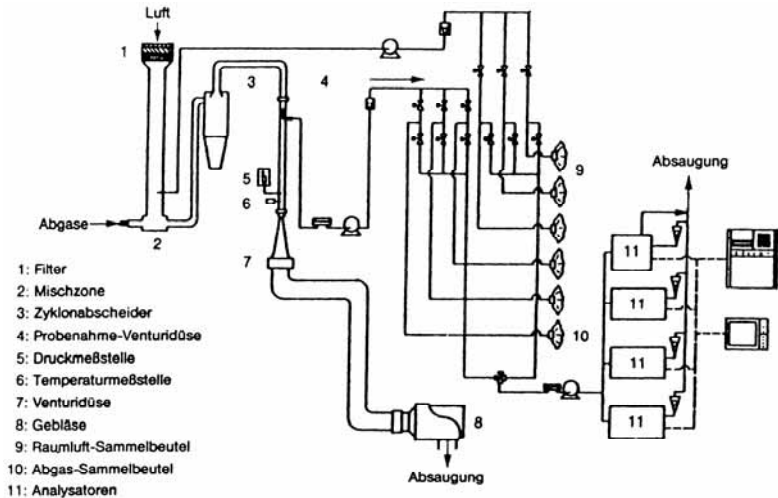 Luft
1
3
4
5
6
9
Absaugung
Abgase
2
7
10
11
11
11
11
8
Absaugung
1: Filter
2: Mischzone
3: Zyklonabscheider
4: Probenahme-Venturidüse
5: Druckmeßstelle
6: Temperaturmeßstelle
7: Venturidüse
8: Gebläse
9: Raumluft-Sammelbeutel
10: Abgas-Sammelbeutel
11: Analysatoren